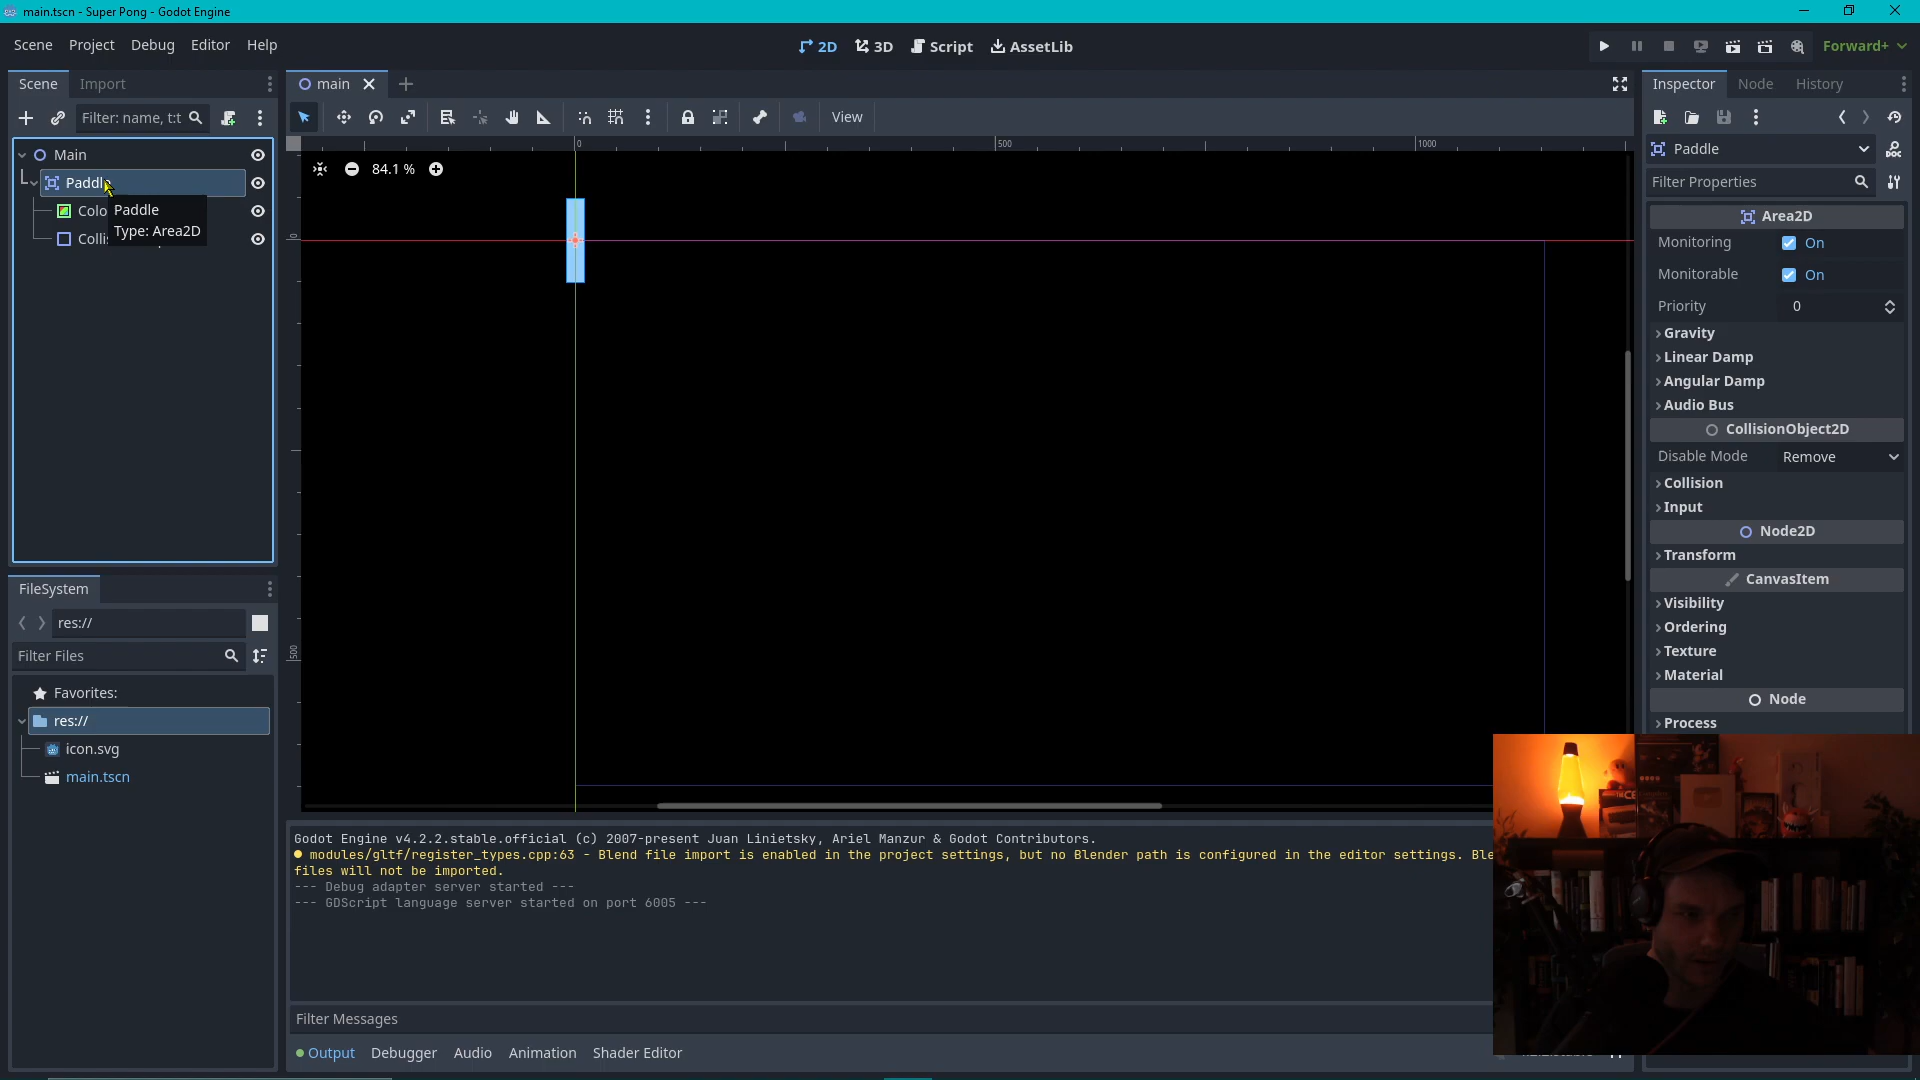 main.tscn - Super Pong - Godot Engine
Scene Project Debug Editor Help
2D 3D Script AssetLib
Forward+
Scene Import
main
Inspector Node History
Filter: name, t:t
View
Main
Paddle
Colo
Colli
Paddle
Type: Area2D
84.1 %
0
500
1000
0
500
Paddle
Filter Properties
Area2D
Monitoring On
Monitorable On
Priority 0
Gravity
Linear Damp
Angular Damp
Audio Bus
CollisionObject2D
Disable Mode Remove
Collision
Input
Node2D
Transform
CanvasItem
Visibility
Ordering
Texture
Material
Node
Process
FileSystem
res://
Filter Files
Favorites:
res://
icon.svg
main.tscn
Godot Engine v4.2.2.stable.official (c) 2007-present Juan Linietsky, Ariel Manzur & Godot Contributors.
modules/gltf/register_types.cpp:63 - Blend file import is enabled in the project settings, but no Blender path is configured in the editor settings. Ble
files will not be imported.
--- Debug adapter server started ---
--- GDScript language server started on port 6005 ---
Filter Messages
Output Debugger Audio Animation Shader Editor